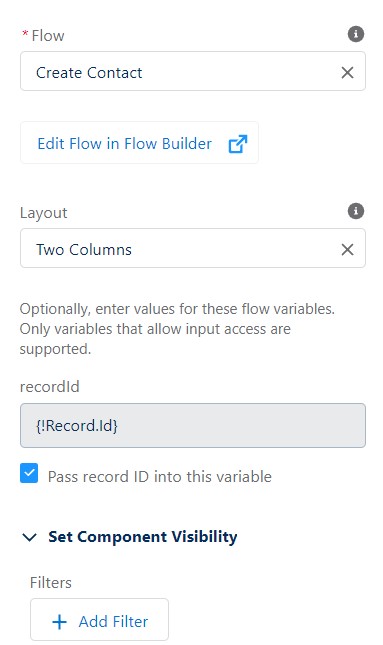 * Flow
Create Contact
Edit Flow in Flow Builder
Layout
Two Columns
Optionally, enter values for these flow variables.
Only variables that allow input access are
supported.
recordId
{!Record.Id}
Pass record ID into this variable
Set Component Visibility
Filters
+ Add Filter